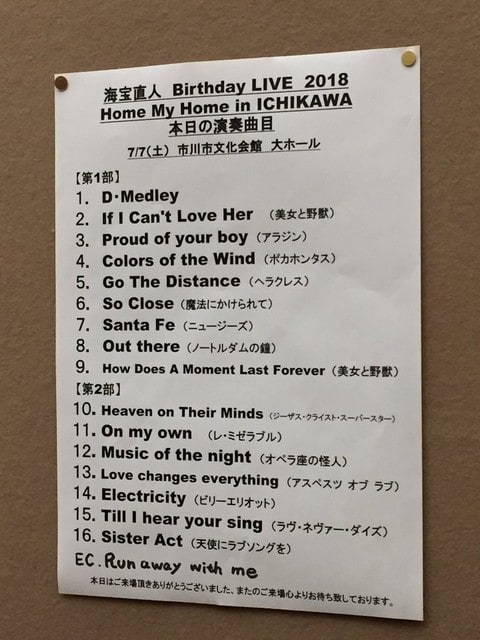 海宝直人 Birthday LIVE 2018
Home My Home in ICHIKAWA
本日の演奏曲目
7/7(土) 市川市文化会館 大ホール
【第1部】
1. D・Medley
2. If I Can't Love Her (美女と野獣)
3. Proud of your boy (アラジン)
4. Colors of the Wind (ポカホンタス)
5. Go The Distance (ヘラクレス)
6. So Close (魔法にかけられて)
7. Santa Fe (ニュージーズ)
8. Out there (ノートルダムの鐘)
9. How Does A Moment Last Forever (美女と野獣)
【第2部】
10. Heaven on Their Minds (ジーザス・クライスト・スーパースター)
11. On my own (レ・ミゼラブル)
12. Music of the night (オペラ座の怪人)
13. Love changes everything (アスペスツ オブ ラブ)
14. Electricity (ビリーエリオット)
15. Till I hear your sing (ラヴ・ネヴァー・ダイズ)
16. Sister Act (天使にラブソングを)
EC. Run away with me
本日はご来場頂きありがとうございました、またのご来場心よりお待ち致しております。